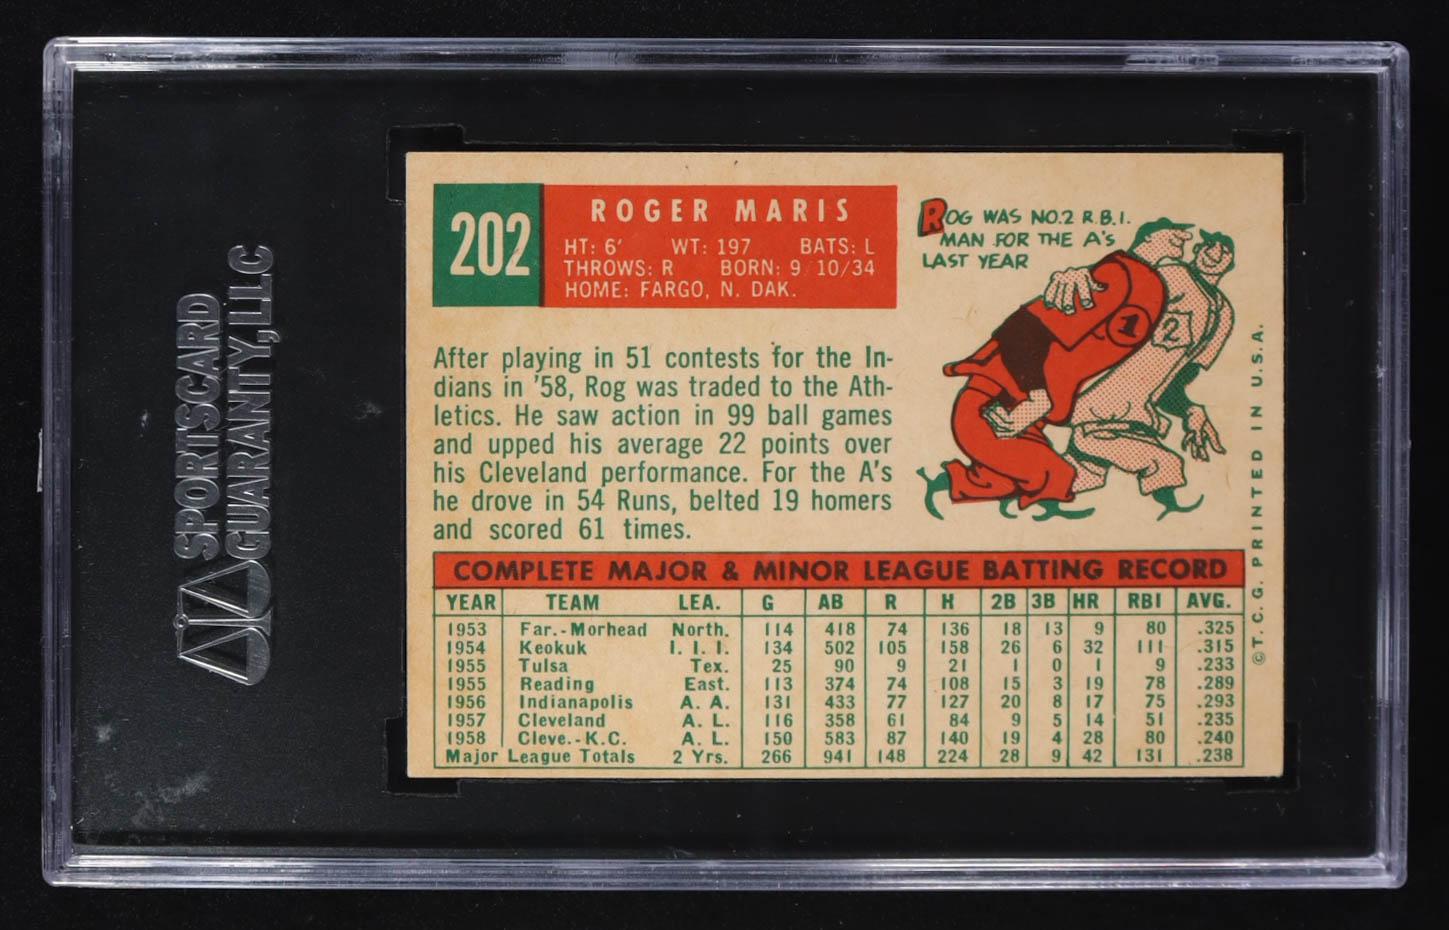 SPORTSCARD
GUARANTY, LLC
202
ROGER MARIS
HT: 6' WT: 197 BATS: L
THROWS: R BORN: 9/10/34
HOME: FARGO, N. DAK.
ROG WAS NO.2 R.B.I.
MAN FOR THE A'S
LAST YEAR
1
2
After playing in 51 contests for the In-
dians in '58, Rog was traded to the Ath-
letics. He saw action in 99 ball games
and upped his average 22 points over
his Cleveland performance. For the A's
he drove in 54 Runs, belted 19 homers
and scored 61 times.
COMPLETE MAJOR & MINOR LEAGUE BATTING RECORD
YEAR TEAM LEA. G AB R H 2B 3B HR RBI AVG.
1953 Far.-Morhead North. 114 418 74 136 18 13 9 80 .325
1954 Keokuk I. I. I. 134 502 105 158 26 6 32 111 .315
1955 Tulsa Tex. 25 90 9 21 1 0 1 9 .233
1955 Reading East. 113 374 74 108 15 3 19 78 .289
1956 Indianapolis A. A. 131 433 77 127 20 8 17 75 .293
1957 Cleveland A. L. 116 358 61 84 9 5 14 51 .235
1958 Cleve.-K.C. A. L. 150 583 87 140 19 4 28 80 .240
Major League Totals 2 Yrs. 266 941 148 224 28 9 42 131 .238
©T.C.G. PRINTED IN U.S.A.